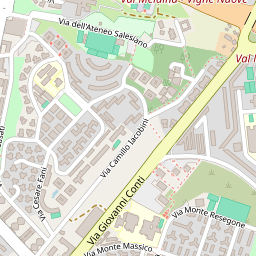 Val Melaina - Vigne Nuove
Via dell'Ateneo Salesiano
Via Camillo Iacobini
Via Cesare Fani
Via Giovanni Conti
Via Monte Resegone
Via Monte Massico